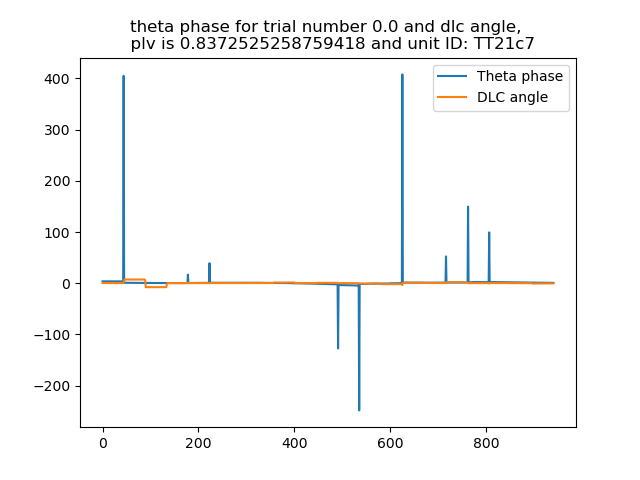 theta phase for trial number 0.0 and dlc angle,
plv is 0.8372525258759418 and unit ID: TT21c7
Theta phase
DLC angle
400
300
200
100
0
−100
−200
0 200 400 600 800